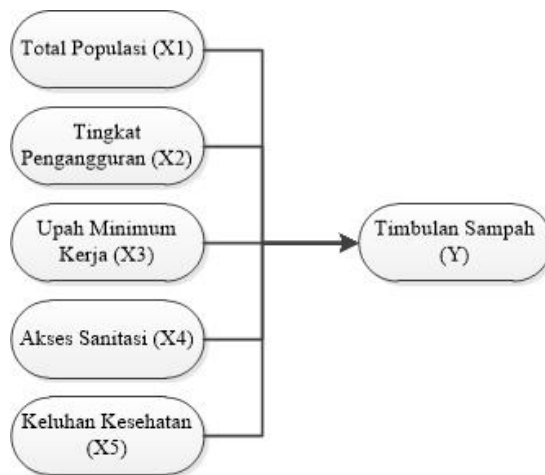 Total Populasi (X1)
Tingkat
Pengangguran (X2)
Upah Minimum
Kerja (X3)
Akses Sanitasi (X4)
Keluhan Kesehatan
(X5)
Timbulan Sampah
(Y)